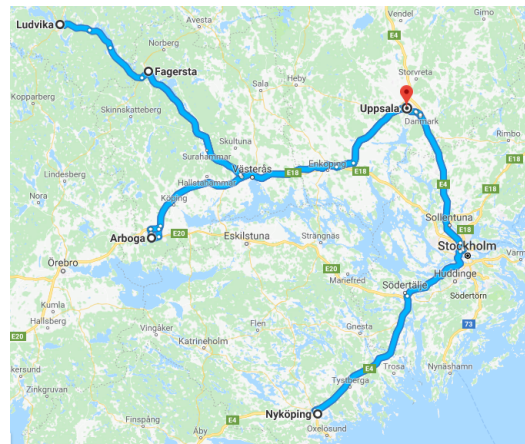 Vendel
Gimo
Ludvika
Avesta
E4
Norberg
Storvreta
Fagersta
Sala
Heby
Kopparberg
Uppsala
Danmark
Skinnskatteberg
Rimbo
Skultuna
Surahammar
Enköping
E18
Västerås
E18
Lindesberg
Hallstahammar
E4
Nora
Köping
Sollentuna
E18
Arboga
E20
Eskilstuna
Strängnäs
Stockholm
Örebro
E20
Mariefred
Huddinge
Södertälje
Södertörn
Kumla
Hallsberg
Vingåker
Flen
Gnesta
73
E20
Katrineholm
E4
Trosa
Nynäshamn
Zinkgruvan
Tystberga
Finspång
Åby
E4
Nyköping
Oxelösund